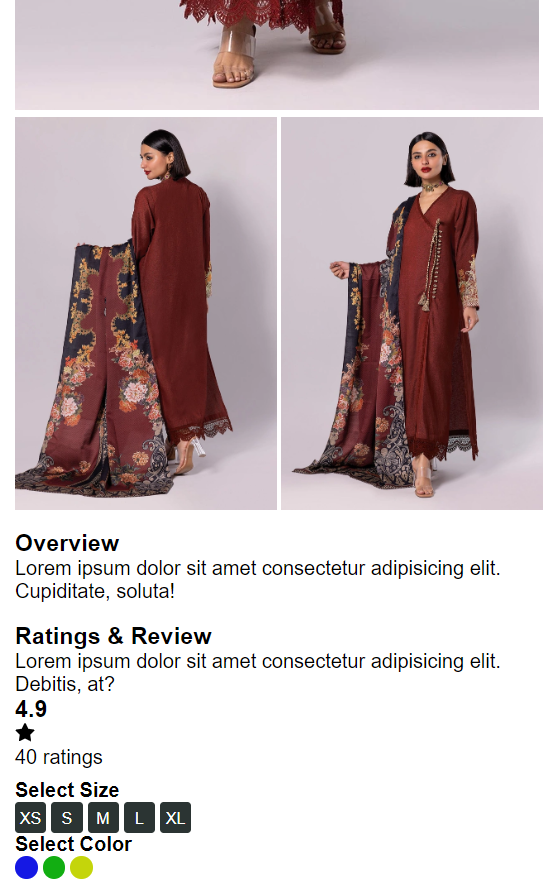 Overview
Lorem ipsum dolor sit amet consectetur adipisicing elit.
Cupiditate, soluta!
Ratings & Review
Lorem ipsum dolor sit amet consectetur adipisicing elit.
Debitis, at?
4.9
40 ratings
Select Size
XS S M L XL
Select Color